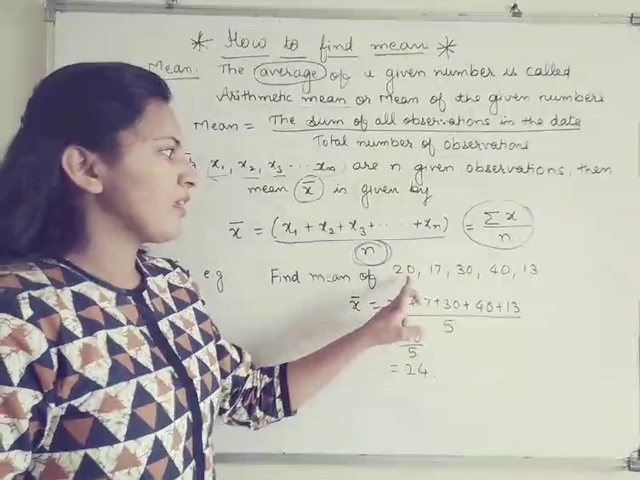 * How to find mean *
Mean: The average of a given number is called
Arithmetic mean or Mean of the given numbers
Mean = The sum of all observations in the data
Total number of observations
x₁, x₂, x₃ ... xₙ are n given observations, then
mean x̄ is given by
x̄ = (x₁ + x₂ + x₃ + ..... + xₙ) = Σx
n n
e.g Find mean of 20, 17, 30, 40, 13
x̄ = 7+30+40+13
5
5
= 24.